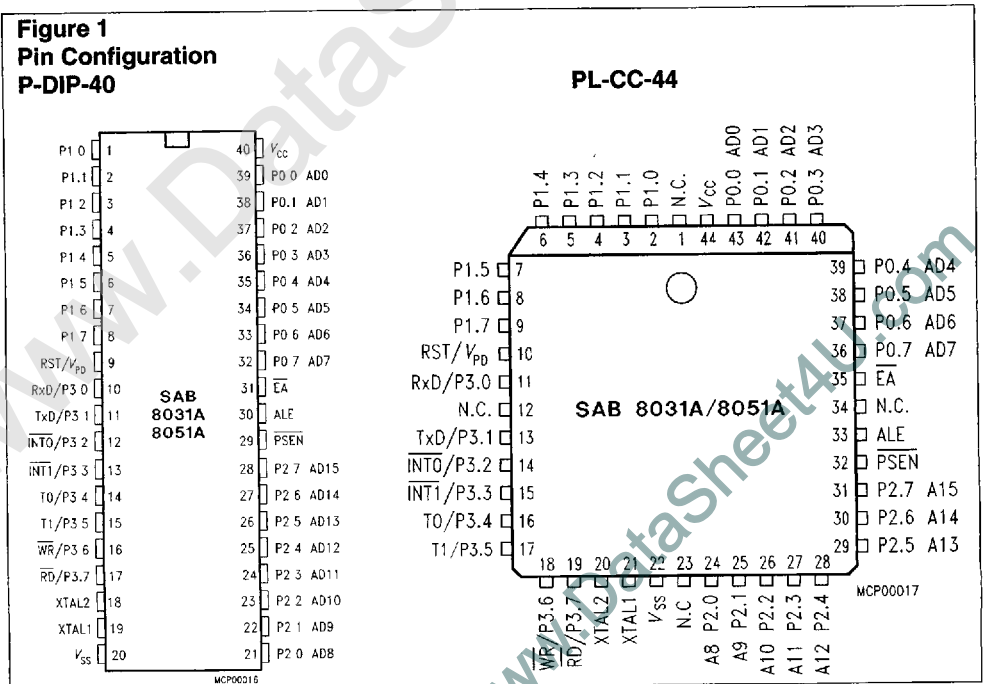 Figure 1
Pin Configuration
P-DIP-40
P1 0 1
P1.1 2
P1 2 3
P1.3 4
P1 4 5
P1 5 6
P1 6 7
P1 7 8
RST/VPD 9
RxD/P3 0 10
TxD/P3 1 11
INT0/P3 2 12
INT1/P3 3 13
T0/P3 4 14
T1/P3 5 15
WR/P3 6 16
RD/P3.7 17
XTAL2 18
XTAL1 19
VSS 20
SAB
8031A
8051A
40 VCC
39 P0 0 AD0
38 P0.1 AD1
37 P0 2 AD2
36 P0 3 AD3
35 P0 4 AD4
34 P0 5 AD5
33 P0 6 AD6
32 P0 7 AD7
31 EA
30 ALE
29 PSEN
28 P2 7 AD15
27 P2 6 AD14
26 P2 5 AD13
25 P2 4 AD12
24 P2 3 AD11
23 P2 2 AD10
22 P2 1 AD9
21 P2 0 AD8
MCP00016
PL-CC-44
P1.4 P1.3 P1.2 P1.1 P1.0 N.C. VCC P0.0 AD0 P0.1 AD1 P0.2 AD2 P0.3 AD3
6 5 4 3 2 1 44 43 42 41 40
P1.5 7
P1.6 8
P1.7 9
RST/VPD 10
RxD/P3.0 11
N.C. 12
TxD/P3.1 13
INT0/P3.2 14
INT1/P3.3 15
T0/P3.4 16
T1/P3.5 17
SAB 8031A/8051A
39 P0.4 AD4
38 P0.5 AD5
37 P0.6 AD6
36 P0.7 AD7
35 EA
34 N.C.
33 ALE
32 PSEN
31 P2.7 A15
30 P2.6 A14
29 P2.5 A13
18 19 20 21 22 23 24 25 26 27 28
WR/P3.6 RD/P3.7 XTAL2 XTAL1 VSS N.C A8 P2.0 A9 P2.1 A10 P2.2 A11 P2.3 A12 P2.4
MCP00017
www.DataSheet4U.com